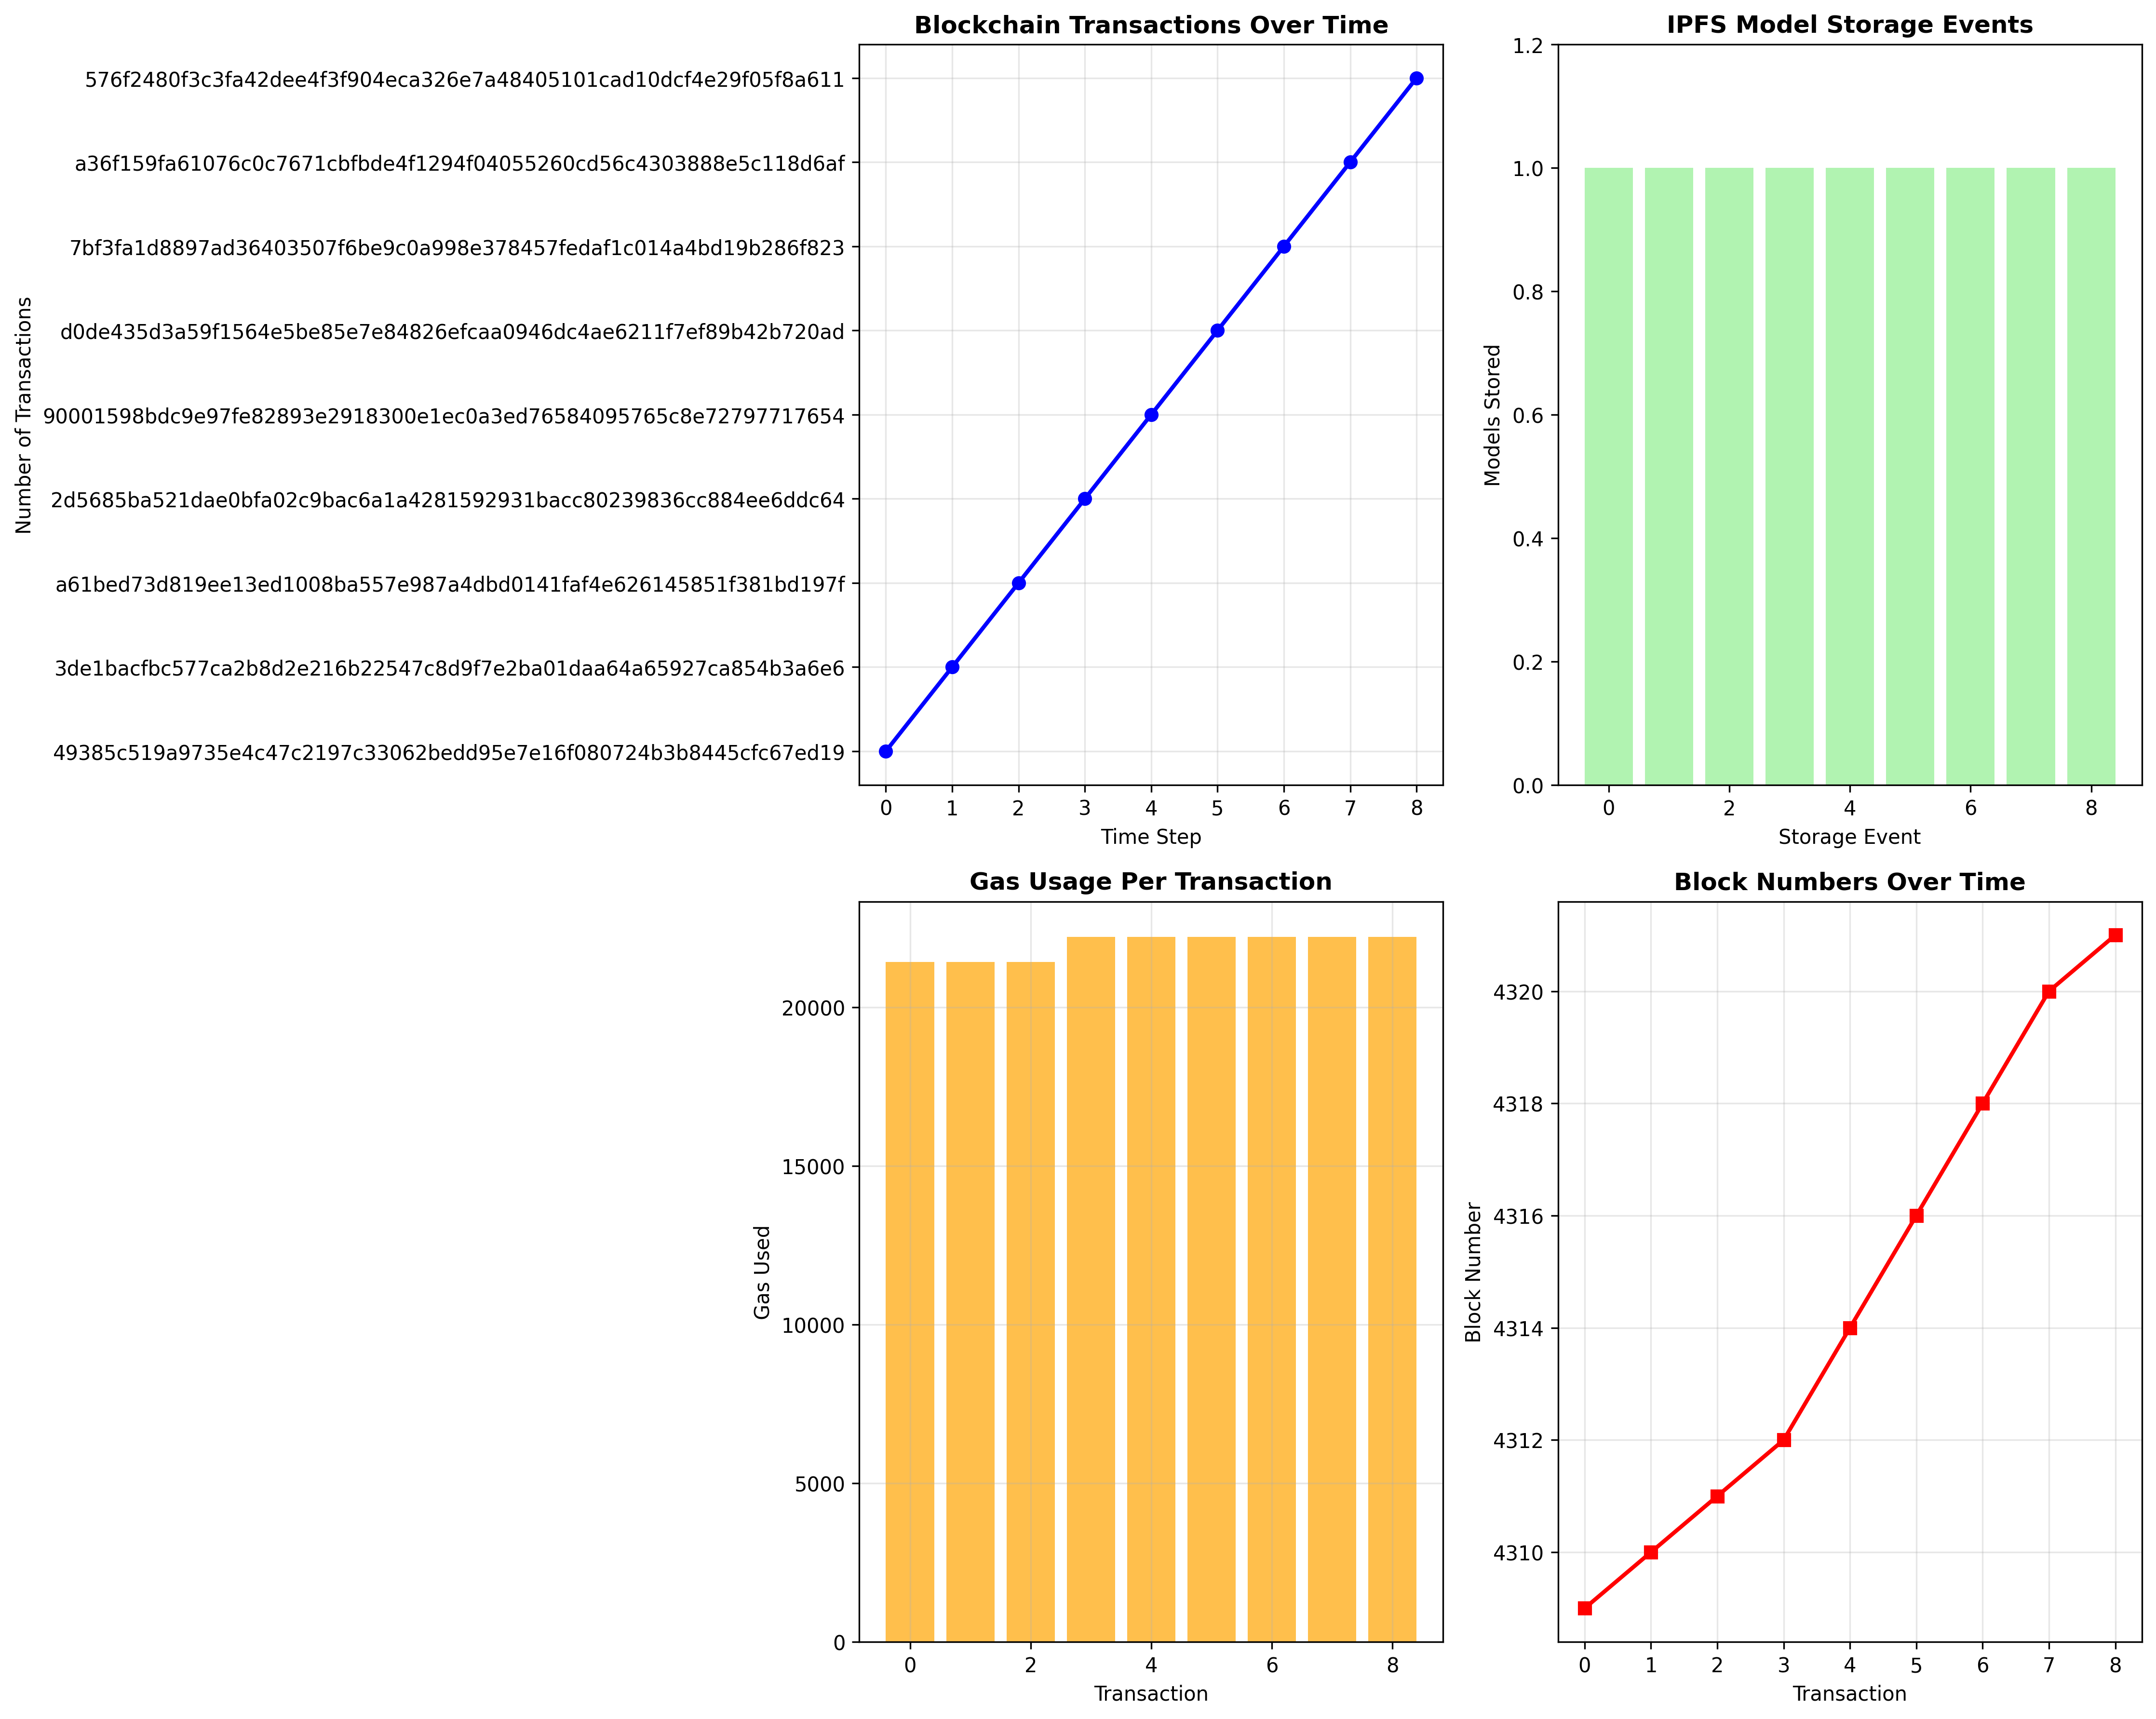 Blockchain Transactions Over Time
Number of Transactions
576f2480f3c3fa42dee4f3f904eca326e7a48405101cad10dcf4e29f05f8a611
a36f159fa61076c0c7671cbfbde4f1294f04055260cd56c4303888e5c118d6af
7bf3fa1d8897ad36403507f6be9c0a998e378457fedaf1c014a4bd19b286f823
d0de435d3a59f1564e5be85e7e84826efcaa0946dc4ae6211f7ef89b42b720ad
90001598bdc9e97fe82893e2918300e1ec0a3ed76584095765c8e72797717654
2d5685ba521dae0bfa02c9bac6a1a4281592931bacc80239836cc884ee6ddc64
a61bed73d819ee13ed1008ba557e987a4dbd0141faf4e626145851f381bd197f
3de1bacfbc577ca2b8d2e216b22547c8d9f7e2ba01daa64a65927ca854b3a6e6
49385c519a9735e4c47c2197c33062bedd95e7e16f080724b3b8445cfc67ed19
0 1 2 3 4 5 6 7 8
Time Step
IPFS Model Storage Events
Models Stored
1.2
1.0
0.8
0.6
0.4
0.2
0.0
0 2 4 6 8
Storage Event
Gas Usage Per Transaction
Gas Used
20000
15000
10000
5000
0
0 2 4 6 8
Transaction
Block Numbers Over Time
Block Number
4320
4318
4316
4314
4312
4310
0 1 2 3 4 5 6 7 8
Transaction